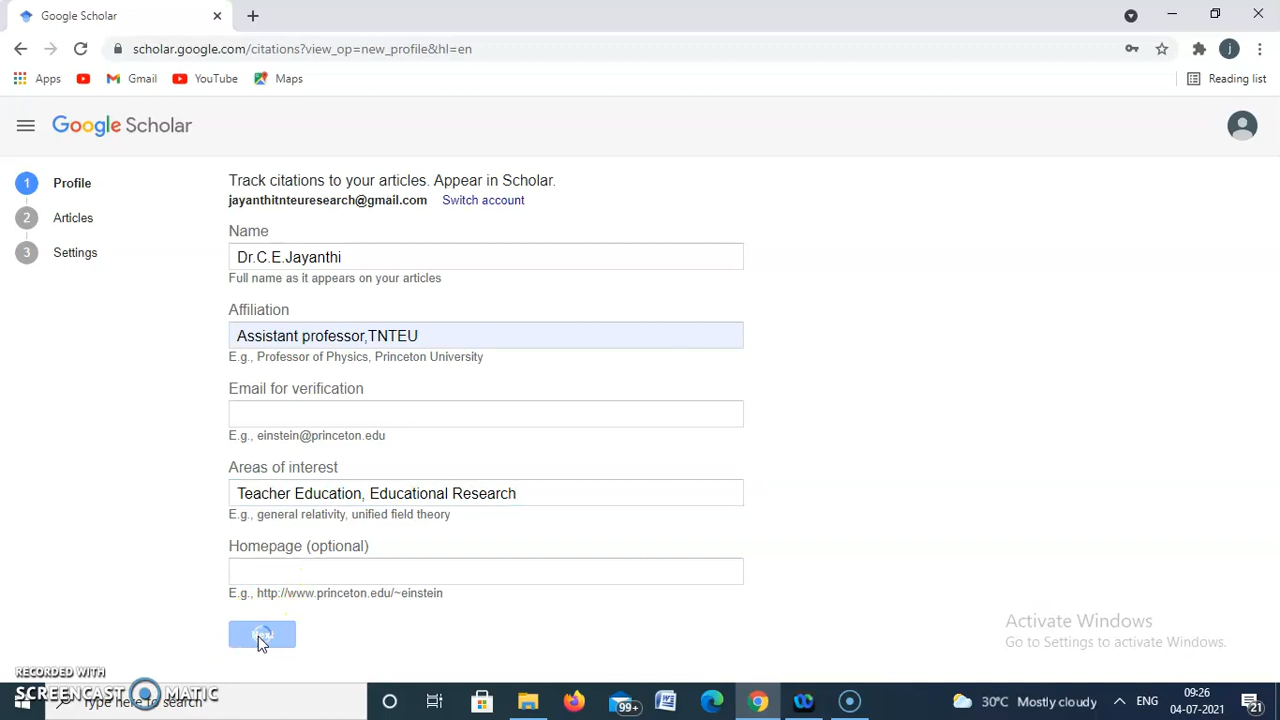 Google Scholar
scholar.google.com/citations?view_op=new_profile&hl=en
j
Apps
Gmail
YouTube
Maps
Reading list
Google Scholar
1 Profile
2 Articles
3 Settings
Track citations to your articles. Appear in Scholar.
jayanthitnteuresearch@gmail.com Switch account
Name
Dr.C.E.Jayanthi
Full name as it appears on your articles
Affiliation
Assistant professor,TNTEU
E.g., Professor of Physics, Princeton University
Email for verification
E.g., einstein@princeton.edu
Areas of interest
Teacher Education, Educational Research
E.g., general relativity, unified field theory
Homepage (optional)
E.g., http://www.princeton.edu/~einstein
Next
Activate Windows
Go to Settings to activate Windows.
RECORDED WITH
SCREENCAST MATIC
Type here to search
99+
30°C Mostly cloudy
ENG
09:26
04-07-2021
21